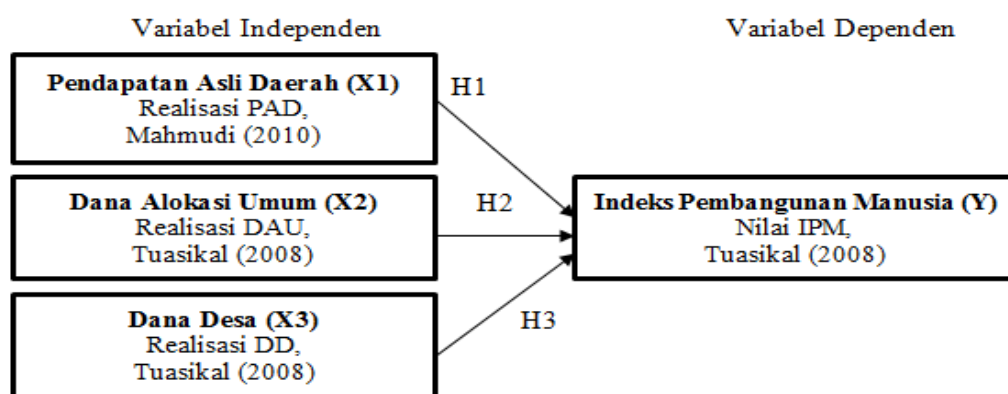 Variabel Independen
Variabel Dependen
Pendapatan Asli Daerah (X1)
Realisasi PAD,
Mahmudi (2010)
H1
Dana Alokasi Umum (X2)
Realisasi DAU,
Tuasikal (2008)
H2
Indeks Pembangunan Manusia (Y)
Nilai IPM,
Tuasikal (2008)
Dana Desa (X3)
Realisasi DD,
Tuasikal (2008)
H3